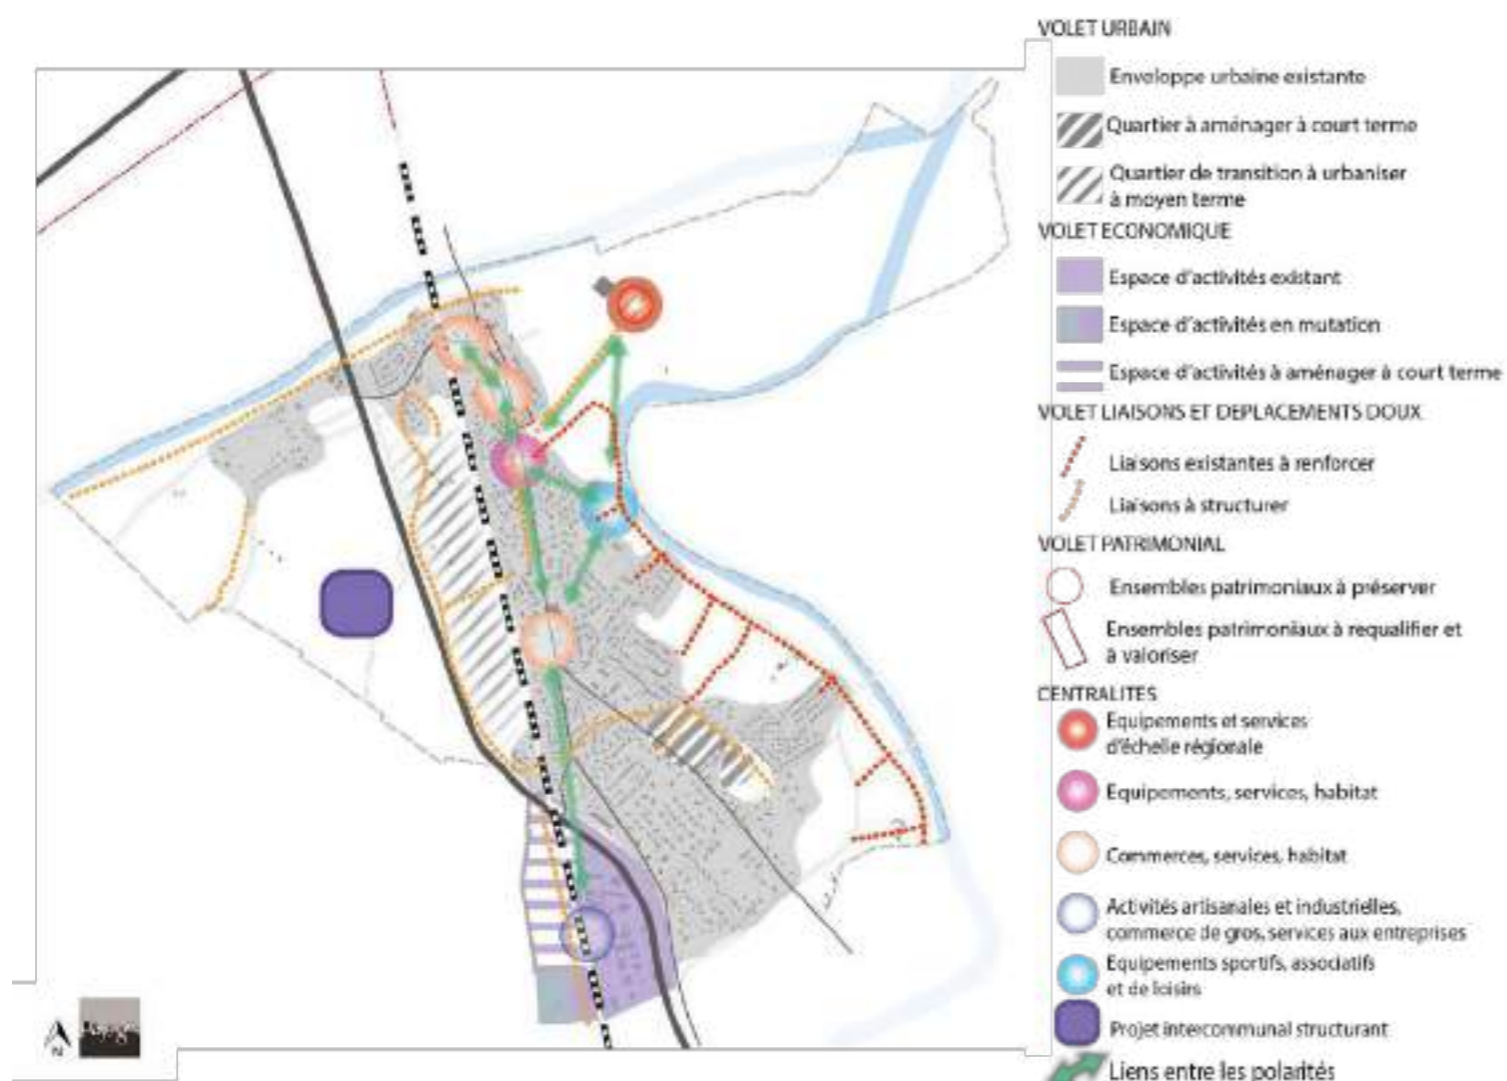 VOLET URBAIN
Enveloppe urbaine existante
Quartier à aménager à court terme
Quartier de transition à urbaniser
à moyen terme
VOLET ECONOMIQUE
Espace d'activités existant
Espace d'activités en mutation
Espace d'activités à aménager à court terme
VOLET LIAISONS ET DEPLACEMENTS DOUX
Liaisons existantes à renforcer
Liaisons à structurer
VOLET PATRIMONIAL
Ensembles patrimoniaux à préserver
Ensembles patrimoniaux à requalifier et
à valoriser
CENTRALITES
Equipements et services
d'échelle régionale
Equipements, services, habitat
Commerces, services, habitat
Activités artisanales et industrielles,
commerce de gros, services aux entreprises
Equipements sportifs, associatifs
et de loisirs
Projet intercommunal structurant
Liens entre les polarités
N